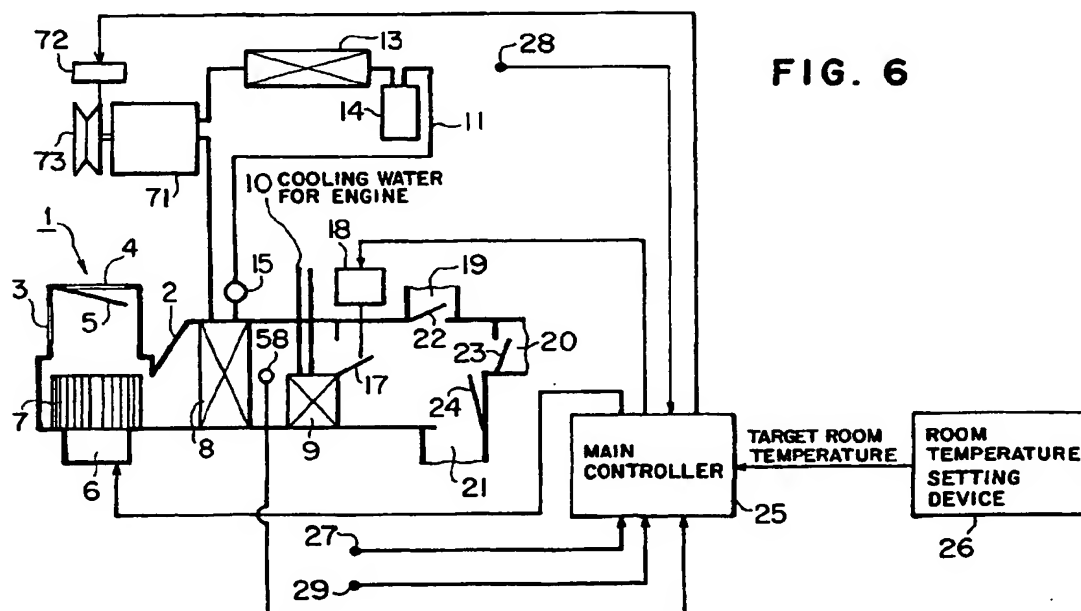 FIG. 6
72
13
28
14
11
73
71
10 COOLING WATER
FOR ENGINE
1
4
18
19
3
5
2
15
22
20
58
23
17
7
24
8
9
6
21
MAIN
CONTROLLER
25
TARGET ROOM
TEMPERATURE
ROOM
TEMPERATURE
SETTING
DEVICE
26
27
29